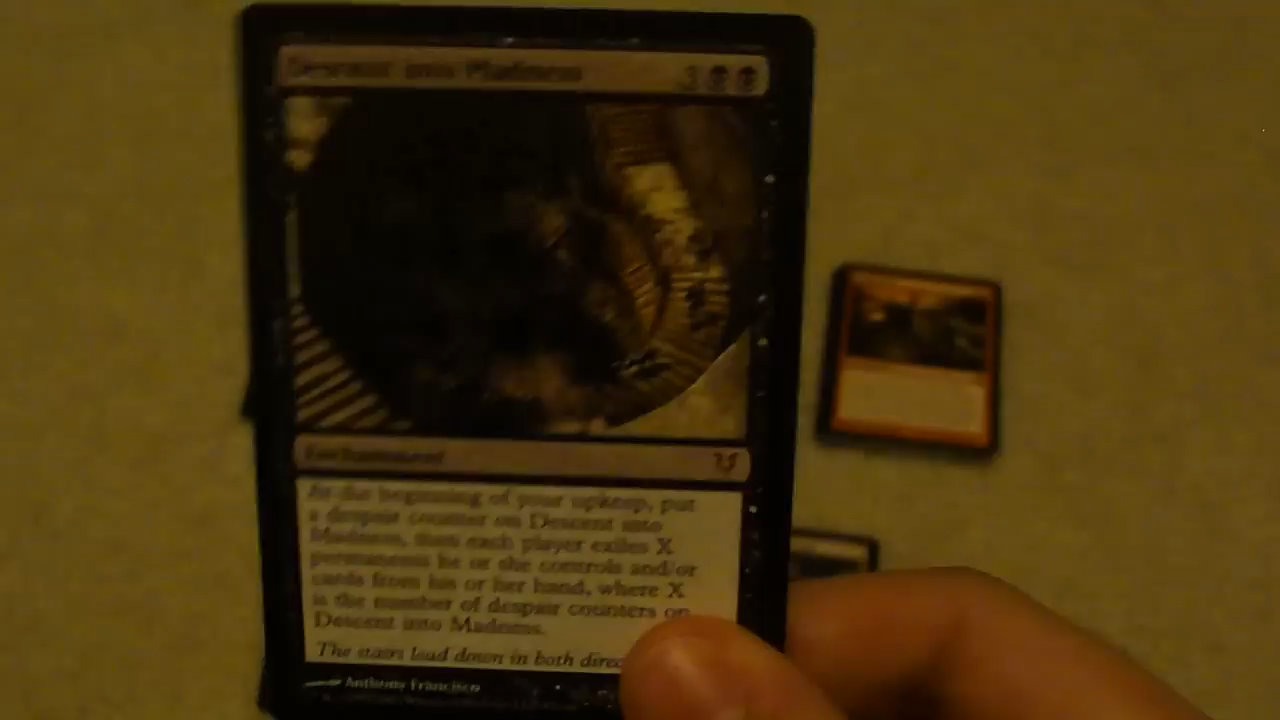 Descent into Madness 3
Enchantment
At the beginning of your upkeep, put
a despair counter on Descent into
Madness, then each player exiles X
permanents he or she controls and/or
cards from his or her hand, where X
is the number of despair counters on
Descent into Madness.
The stairs lead down in both
Anthony Francisco